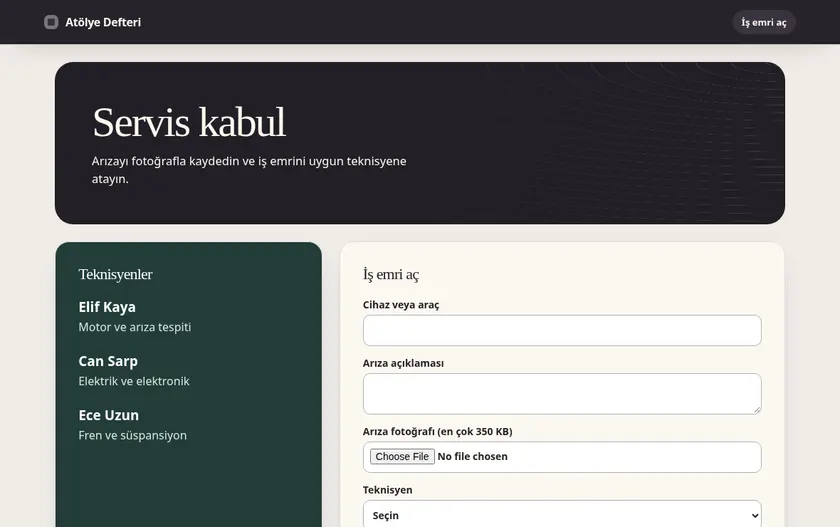 Atölye Defteri
İş emri aç
Servis kabul
Arızayı fotoğrafla kaydedin ve iş emrini uygun teknisyene
atayın.
Teknisyenler
Elif Kaya
Motor ve arıza tespiti
Can Sarp
Elektrik ve elektronik
Ece Uzun
Fren ve süspansiyon
İş emri aç
Cihaz veya araç
Arıza açıklaması
Arıza fotoğrafı (en çok 350 KB)
Choose File No file chosen
Teknisyen
Seçin